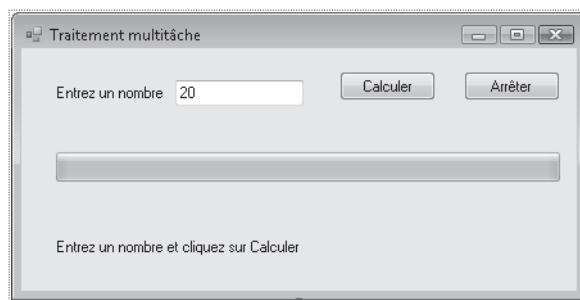 Traitement multitâche
Entrez un nombre 20 Calculer Arrêter
Entrez un nombre et cliquez sur Calculer